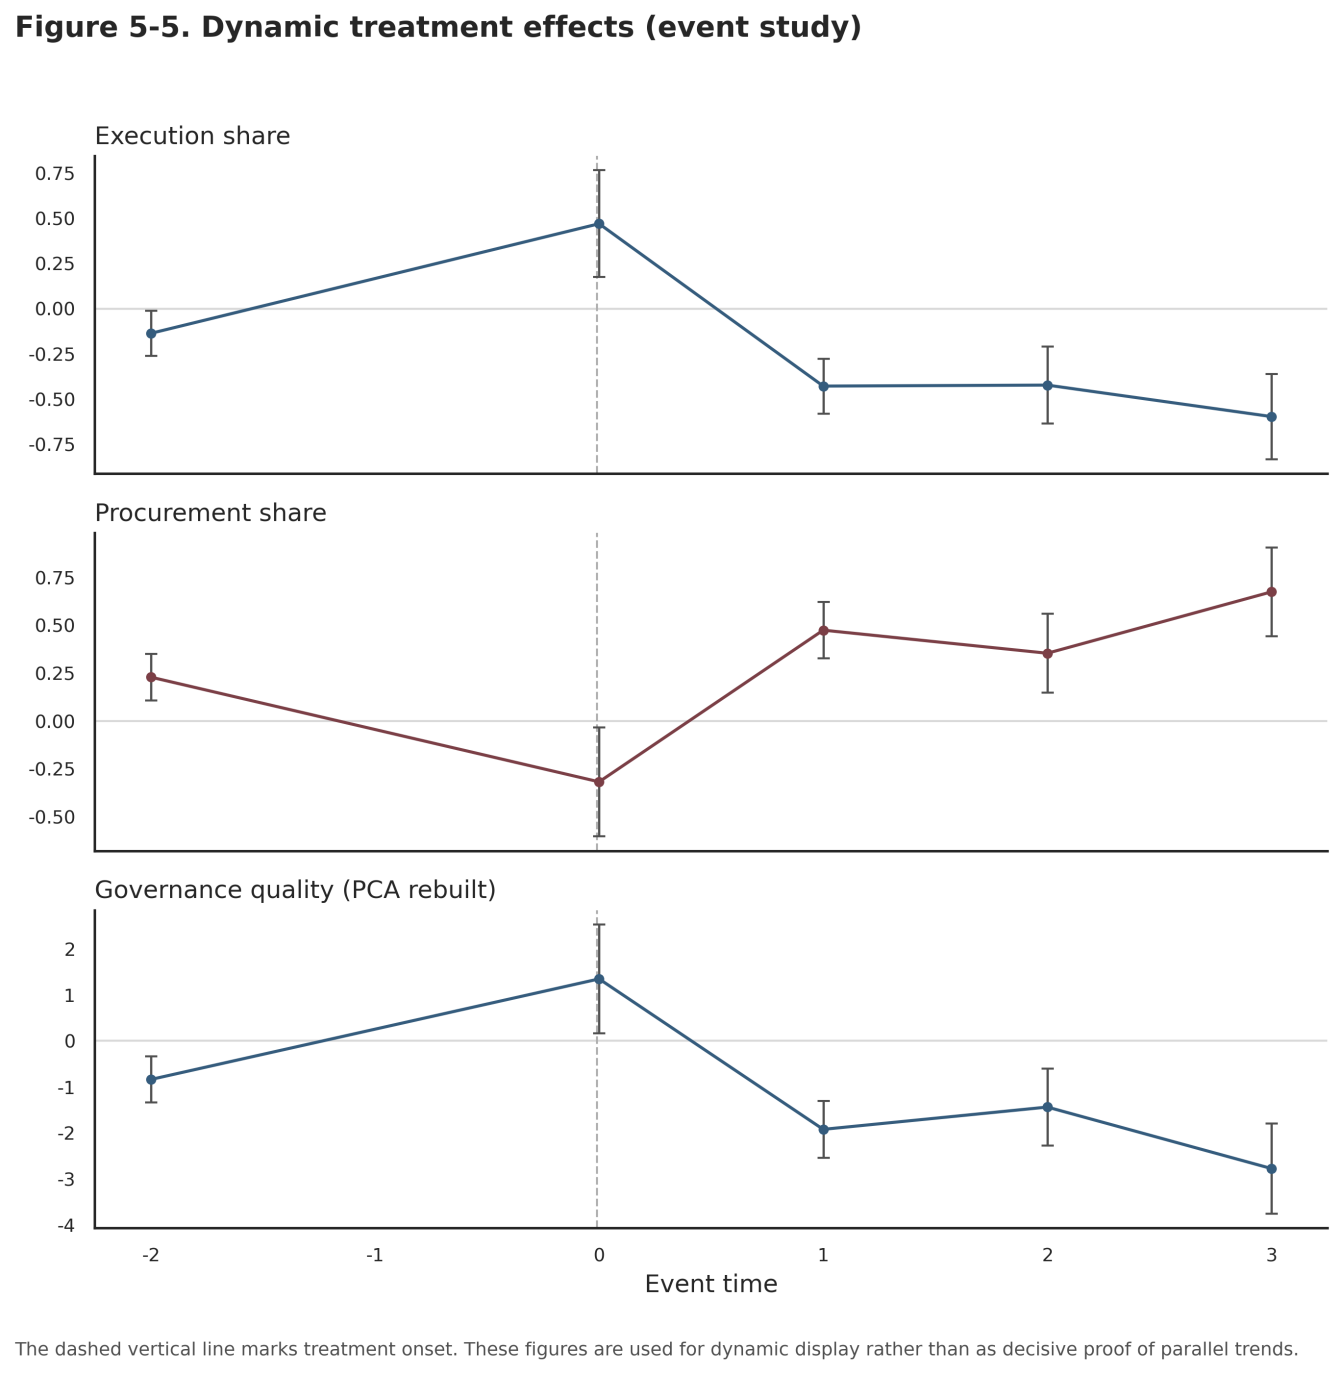 Figure 5-5. Dynamic treatment effects (event study)
Execution share
0.75
0.50
0.25
0.00
-0.25
-0.50
-0.75
Procurement share
0.75
0.50
0.25
0.00
-0.25
-0.50
Governance quality (PCA rebuilt)
2
1
0
-1
-2
-3
-4
-2 -1 0 1 2 3
Event time
The dashed vertical line marks treatment onset. These figures are used for dynamic display rather than as decisive proof of parallel trends.